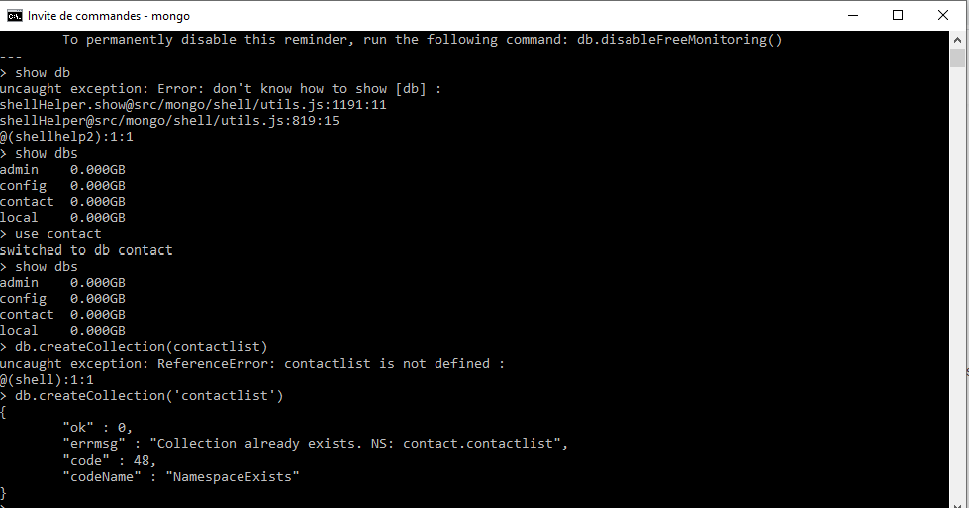 Invite de commandes - mongo
To permanently disable this reminder, run the following command: db.disableFreeMonitoring()
---
> show db
uncaught exception: Error: don't know how to show [db] :
shellHelper.show@src/mongo/shell/utils.js:1191:11
shellHelper@src/mongo/shell/utils.js:819:15
@(shellhelp2):1:1
> show dbs
admin    0.000GB
config   0.000GB
contact  0.000GB
local    0.000GB
> use contact
switched to db contact
> show dbs
admin    0.000GB
config   0.000GB
contact  0.000GB
local    0.000GB
> db.createCollection(contactlist)
uncaught exception: ReferenceError: contactlist is not defined :
@(shell):1:1
> db.createCollection('contactlist')
{
        "ok" : 0,
        "errmsg" : "Collection already exists. NS: contact.contactlist",
        "code" : 48,
        "codeName" : "NamespaceExists"
}
>